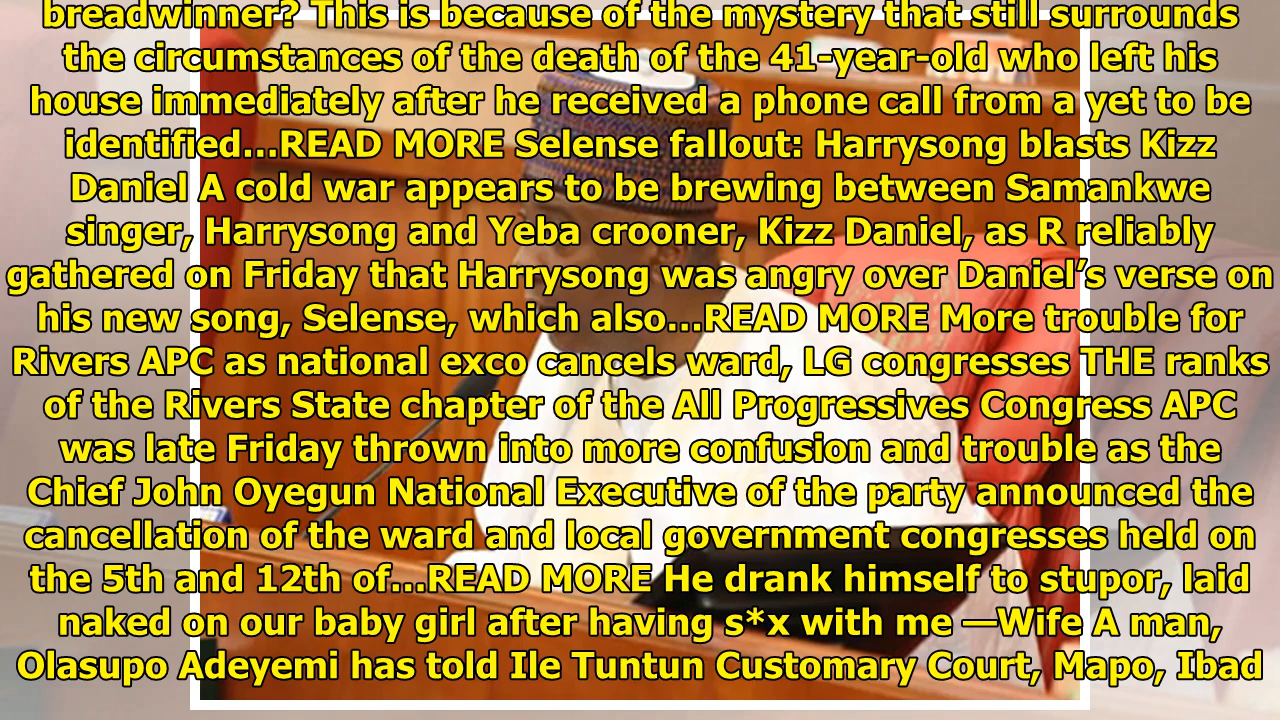 breadwinner? This is because of the mystery that still surrounds
the circumstances of the death of the 41-year-old who left his
house immediately after he received a phone call from a yet to be
identified...READ MORE Selense fallout: Harrysong blasts Kizz
Daniel A cold war appears to be brewing between Samankwe
singer, Harrysong and Yeba crooner, Kizz Daniel, as R reliably
gathered on Friday that Harrysong was angry over Daniel’s verse on
his new song, Selense, which also...READ MORE More trouble for
Rivers APC as national exco cancels ward, LG congresses THE ranks
of the Rivers State chapter of the All Progressives Congress APC
was late Friday thrown into more confusion and trouble as the
Chief John Oyegun National Executive of the party announced the
cancellation of the ward and local government congresses held on
the 5th and 12th of...READ MORE He drank himself to stupor, laid
naked on our baby girl after having s*x with me —Wife A man,
Olasupo Adeyemi has told Ile Tuntun Customary Court, Mapo, Ibad